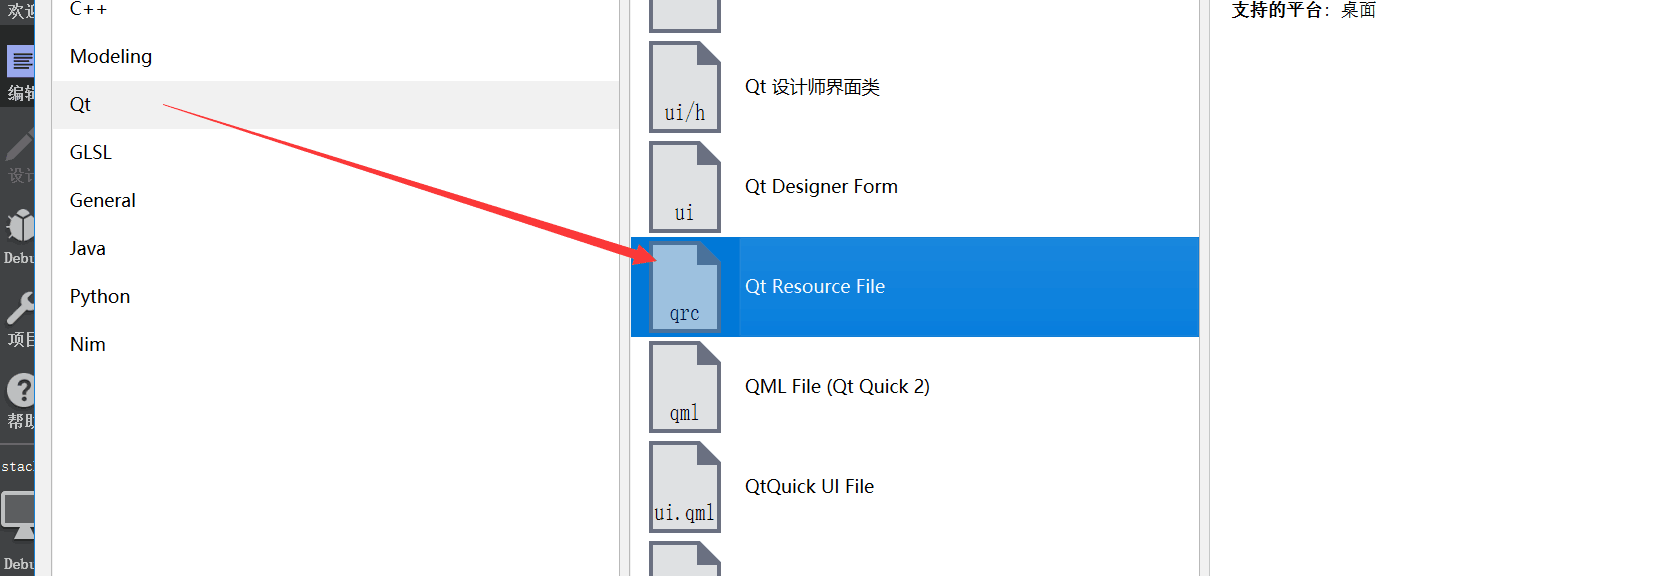 欢迎
编辑
设计
Debu
项目
帮助
stac
Debu
C++
Modeling
Qt
GLSL
General
Java
Python
Nim
ui/h
Qt 设计师界面类
ui
Qt Designer Form
qrc
Qt Resource File
qml
QML File (Qt Quick 2)
ui.qml
QtQuick UI File
支持的平台：桌面